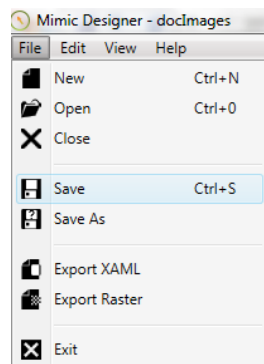 Mimic Designer - docImages
File Edit View Help
New Ctrl+N
Open Ctrl+0
Close
Save Ctrl+S
Save As
Export XAML
Export Raster
Exit